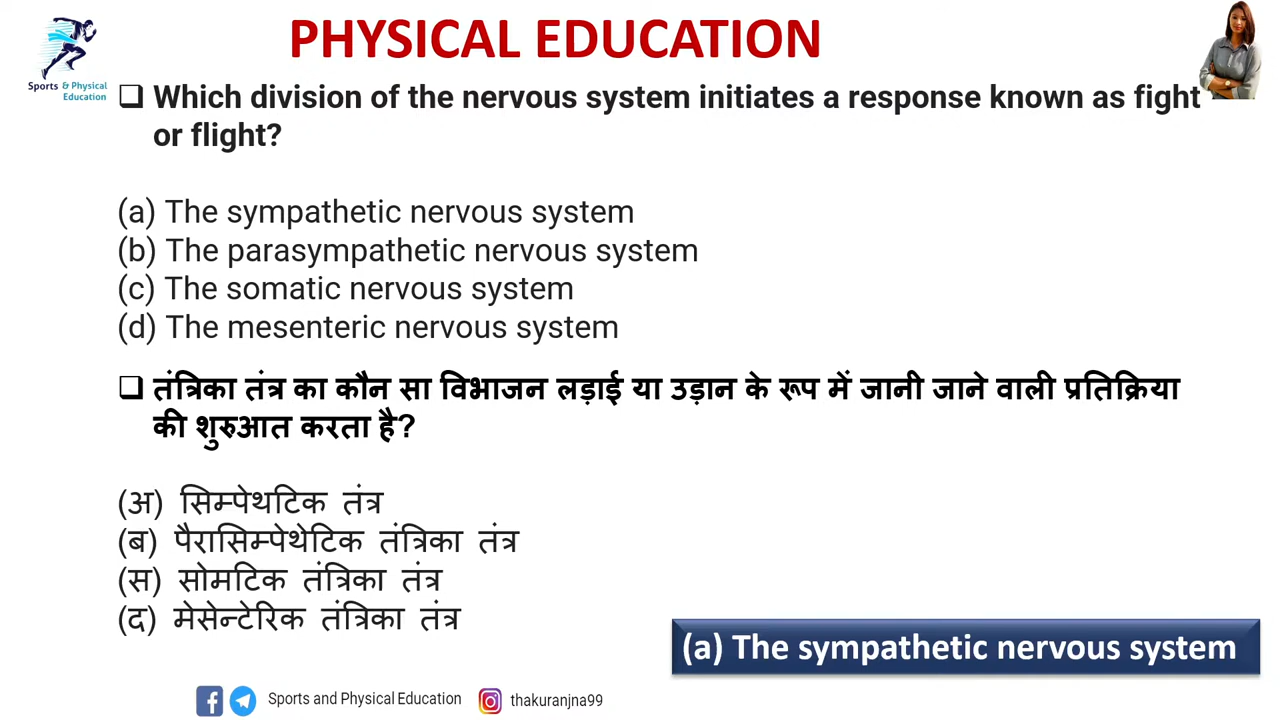 PHYSICAL EDUCATION
Sports & Physical
Education
❑ Which division of the nervous system initiates a response known as fight
or flight?
(a) The sympathetic nervous system
(b) The parasympathetic nervous system
(c) The somatic nervous system
(d) The mesenteric nervous system
❑ तंत्रिका तंत्र का कौन सा विभाजन लड़ाई या उड़ान के रूप में जानी जाने वाली प्रतिक्रिया
की शुरुआत करता है?
(अ) सिम्पेथटिक तंत्र
(ब) पैरासिम्पेथेटिक तंत्रिका तंत्र
(स) सोमटिक तंत्रिका तंत्र
(द) मेसेन्टेरिक तंत्रिका तंत्र
(a) The sympathetic nervous system
Sports and Physical Education thakuranjna99